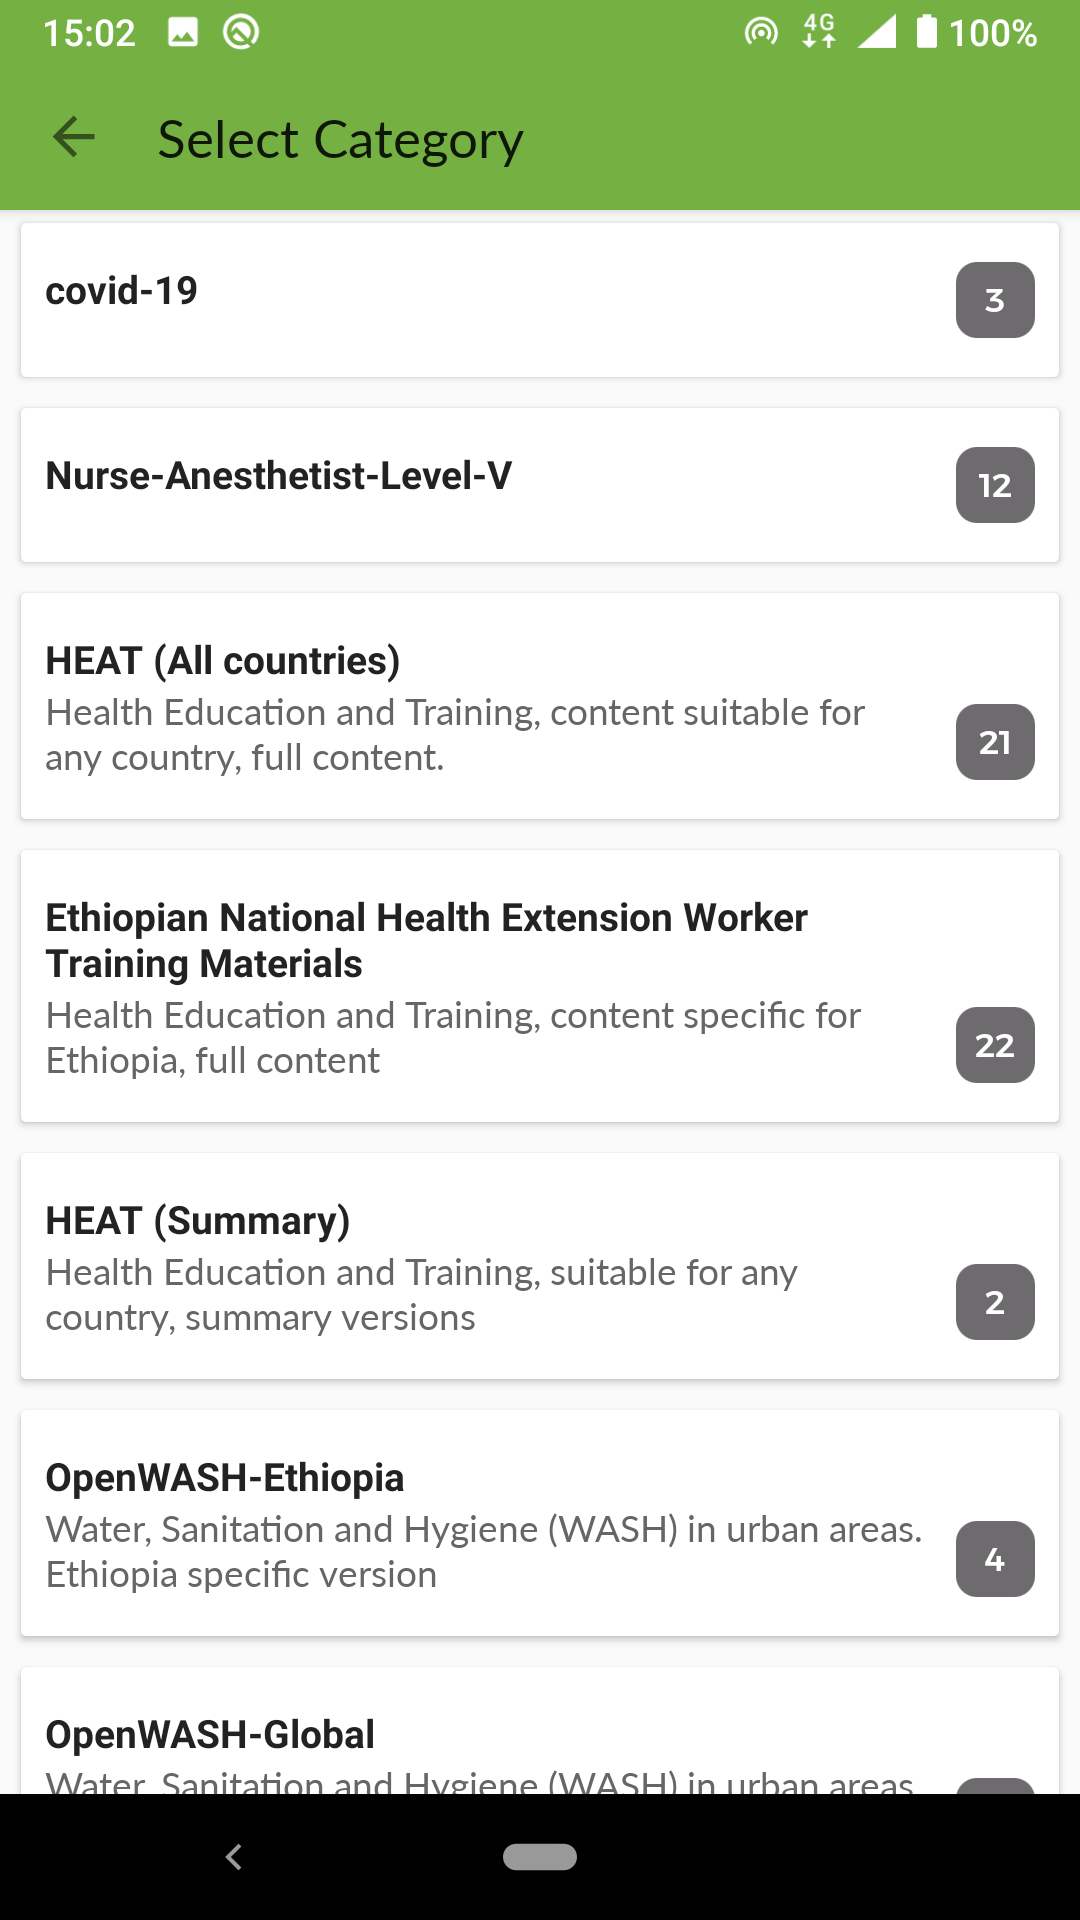 15:02
4G
100%
Select Category
covid-19
3
Nurse-Anesthetist-Level-V
12
HEAT (All countries)
Health Education and Training, content suitable for
any country, full content.
21
Ethiopian National Health Extension Worker
Training Materials
Health Education and Training, content specific for
Ethiopia, full content
22
HEAT (Summary)
Health Education and Training, suitable for any
country, summary versions
2
OpenWASH-Ethiopia
Water, Sanitation and Hygiene (WASH) in urban areas.
Ethiopia specific version
4
OpenWASH-Global
Water, Sanitation and Hygiene (WASH) in urban areas